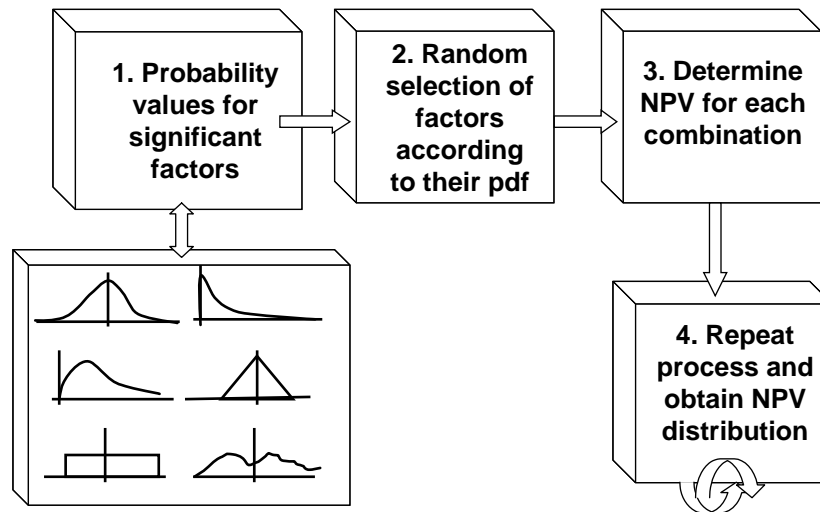 1. Probability
values for
significant
factors
2. Random
selection of
factors
according
to their pdf
3. Determine
NPV for each
combination
4. Repeat
process and
obtain NPV
distribution